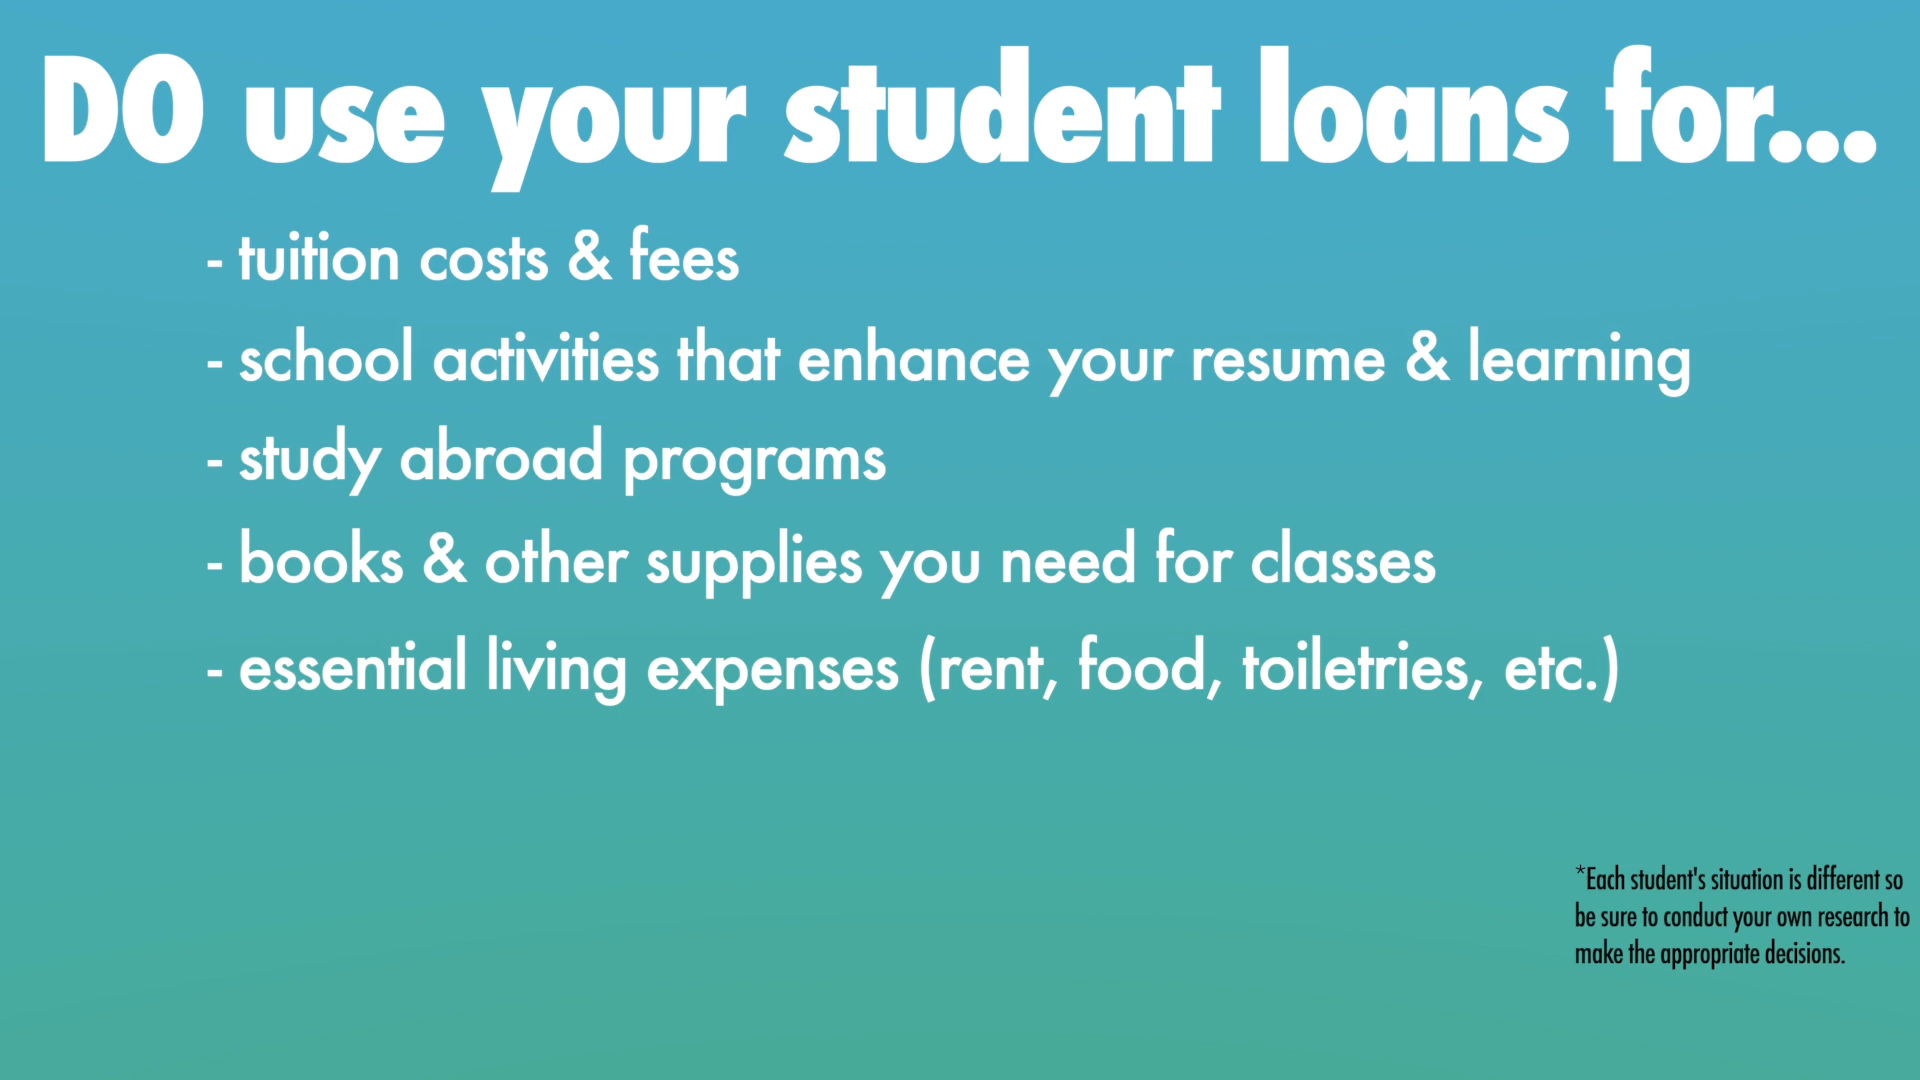 DO use your student loans for...
- tuition costs & fees
- school activities that enhance your resume & learning
- study abroad programs
- books & other supplies you need for classes
- essential living expenses (rent, food, toiletries, etc.)
*Each student's situation is different so
be sure to conduct your own research to
make the appropriate decisions.